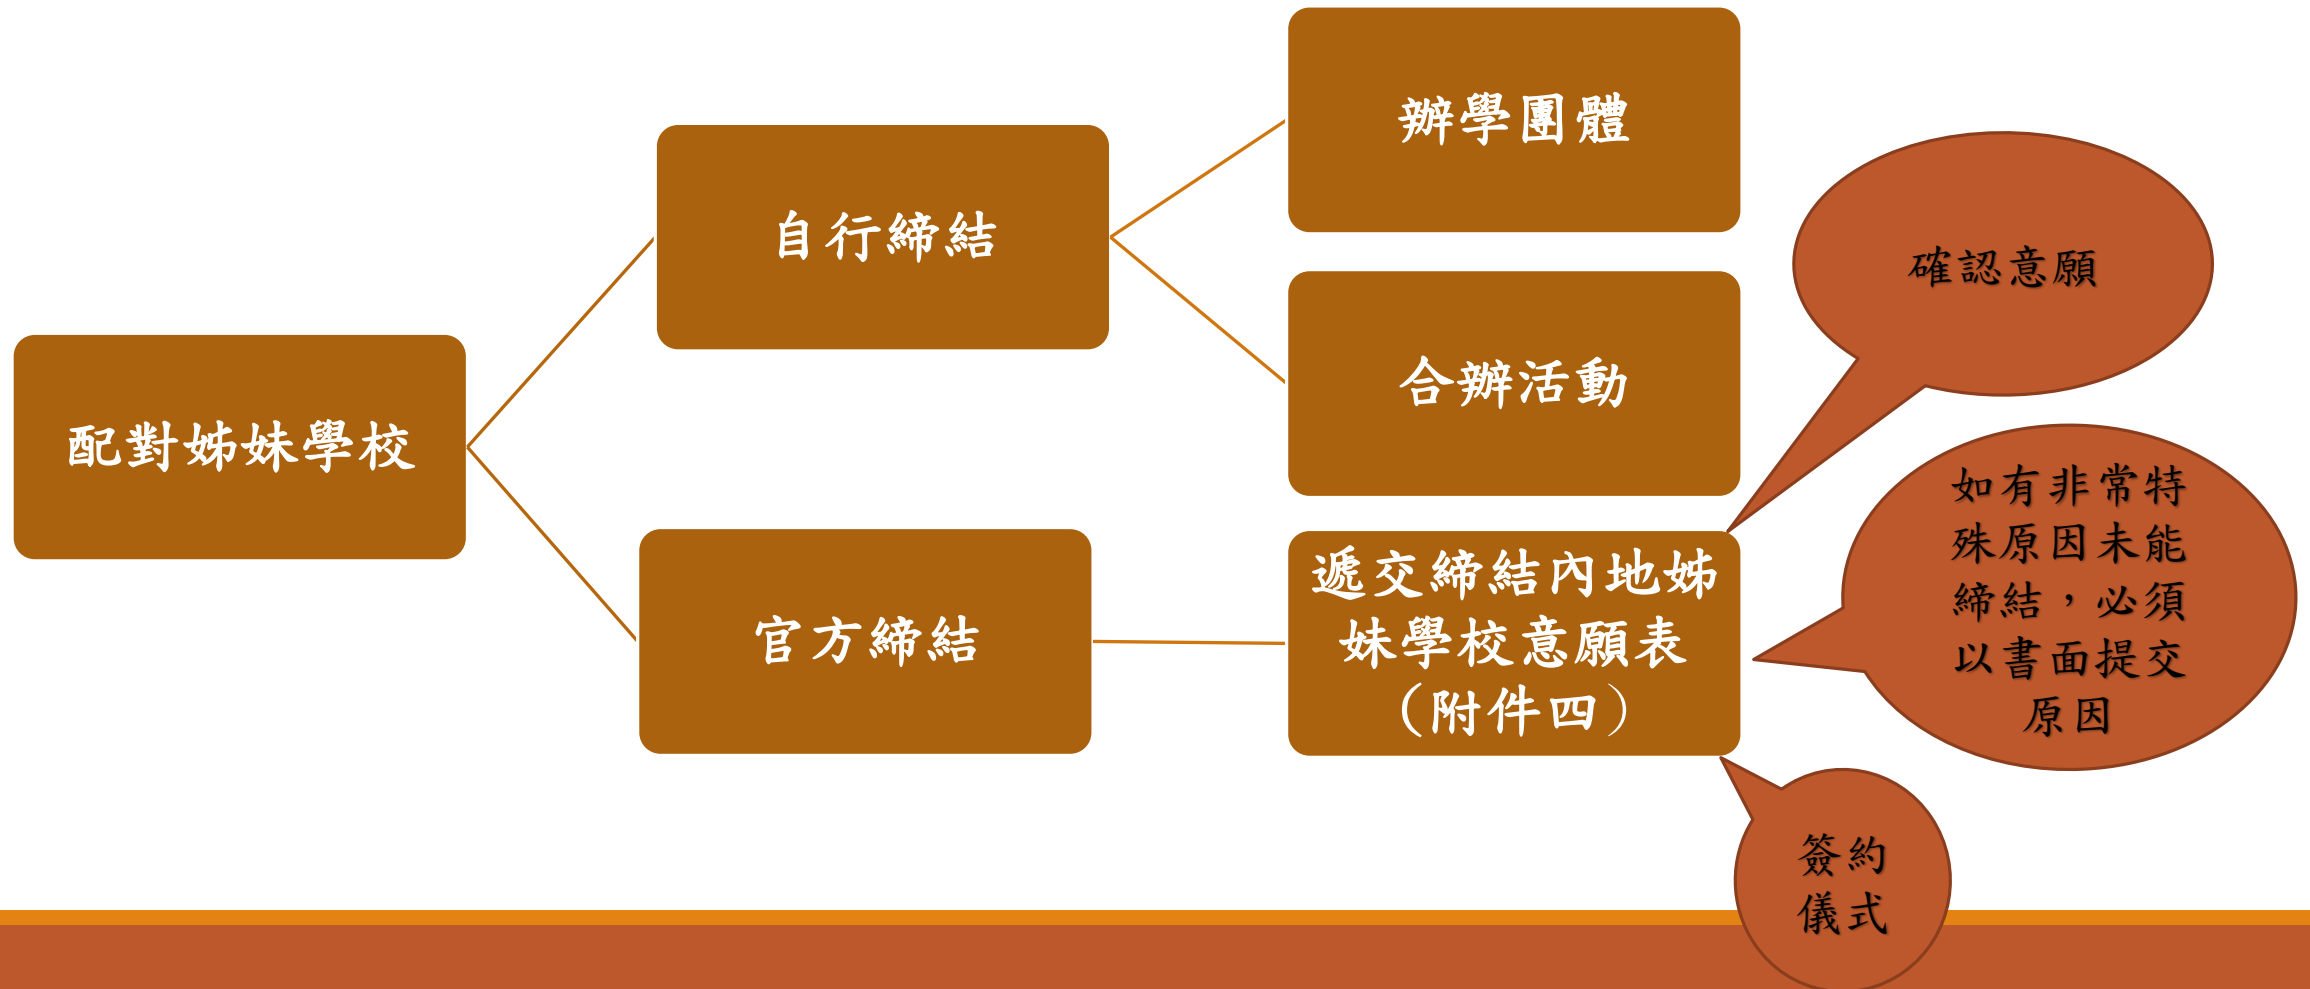 配對姊妹學校
自行締結
辦學團體
合辦活動
官方締結
遞交締結內地姊
妹學校意願表
（附件四）
確認意願
如有非常特
殊原因未能
締結，必須
以書面提交
原因
簽約
儀式